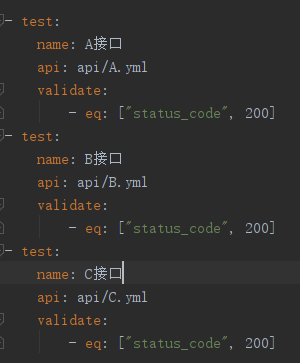 - test:
    name: A接口
    api: api/A.yml
    validate:
        - eq: ["status_code", 200]
- test:
    name: B接口
    api: api/B.yml
    validate:
        - eq: ["status_code", 200]
- test:
    name: C接口
    api: api/C.yml
    validate:
        - eq: ["status_code", 200]